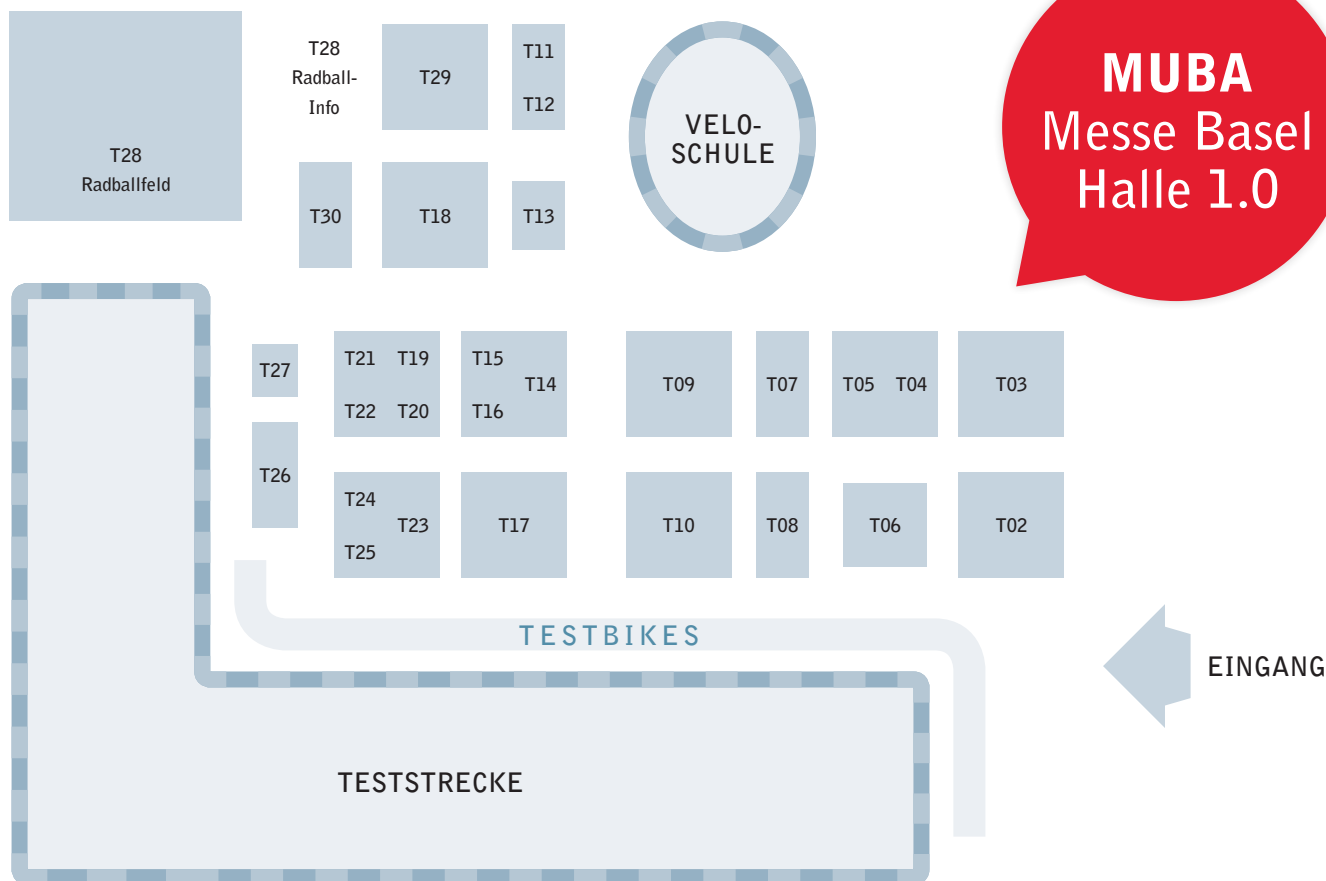 T28
Radball-
Info
T29
T11
T12
VELO-
SCHULE
MUBA
Messe Basel
Halle 1.0
T28
Radballfeld
T30
T18
T13
T27
T21 T19
T22 T20
T15
T14
T16
T09
T07
T05 T04
T03
T26
T24
T23
T25
T17
T10
T08
T06
T02
TESTBIKES
EINGANG
TESTSTRECKE